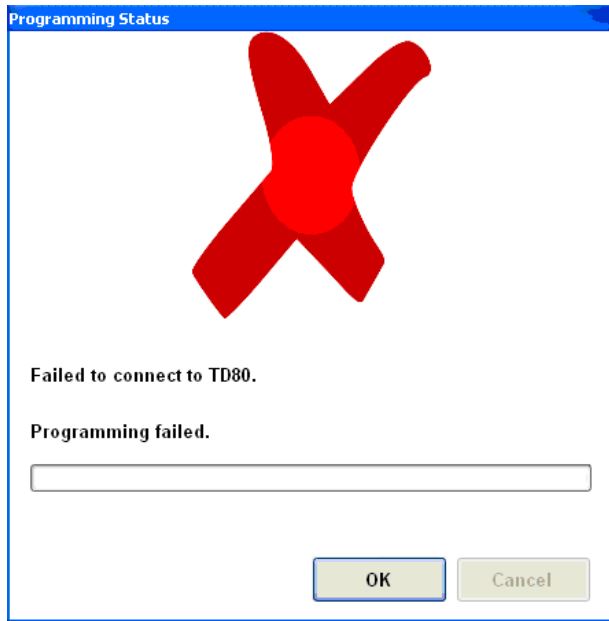 Programming Status
Failed to connect to TD80.
Programming failed.
OK
Cancel